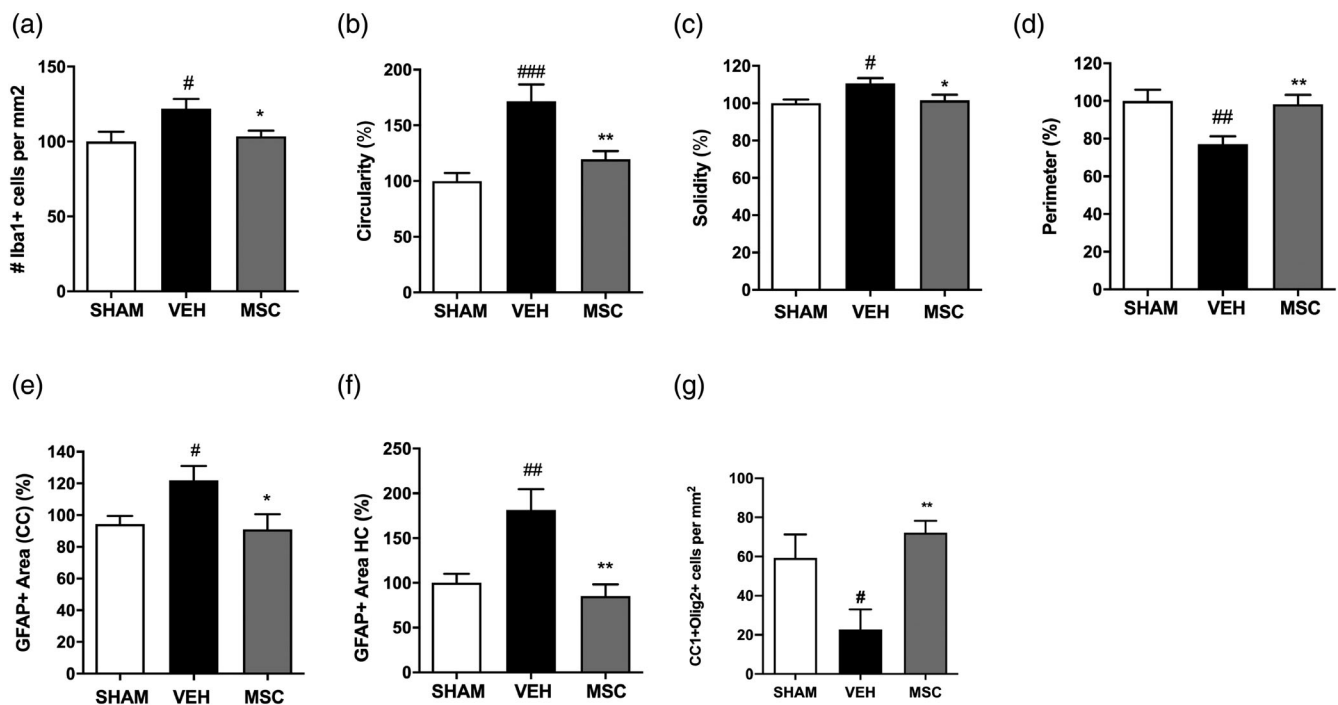 (a)
# Iba1+ cells per mm2
150
100
50
0
#
*
SHAM VEH MSC
(b)
Circularity (%)
200
150
100
50
0
###
**
SHAM VEH MSC
(c)
Solidity (%)
120
100
80
60
40
20
0
#
*
SHAM VEH MSC
(d)
Perimeter (%)
120
100
80
60
40
20
0
##
**
SHAM VEH MSC
(e)
GFAP+ Area (CC) (%)
140
120
100
80
60
40
20
0
#
*
SHAM VEH MSC
(f)
GFAP+ Area HC (%)
250
200
150
100
50
0
##
**
SHAM VEH MSC
(g)
CC1+Olig2+ cells per mm²
100
80
60
40
20
0
#
**
SHAM VEH MSC